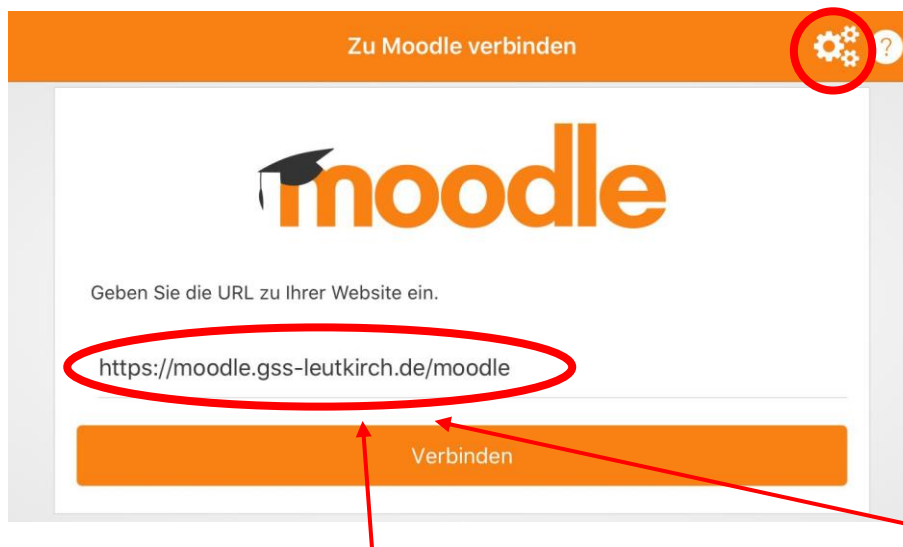 Zu Moodle verbinden
?
moodle
Geben Sie die URL zu Ihrer Website ein.
https://moodle.gss-leutkirch.de/moodle
Verbinden